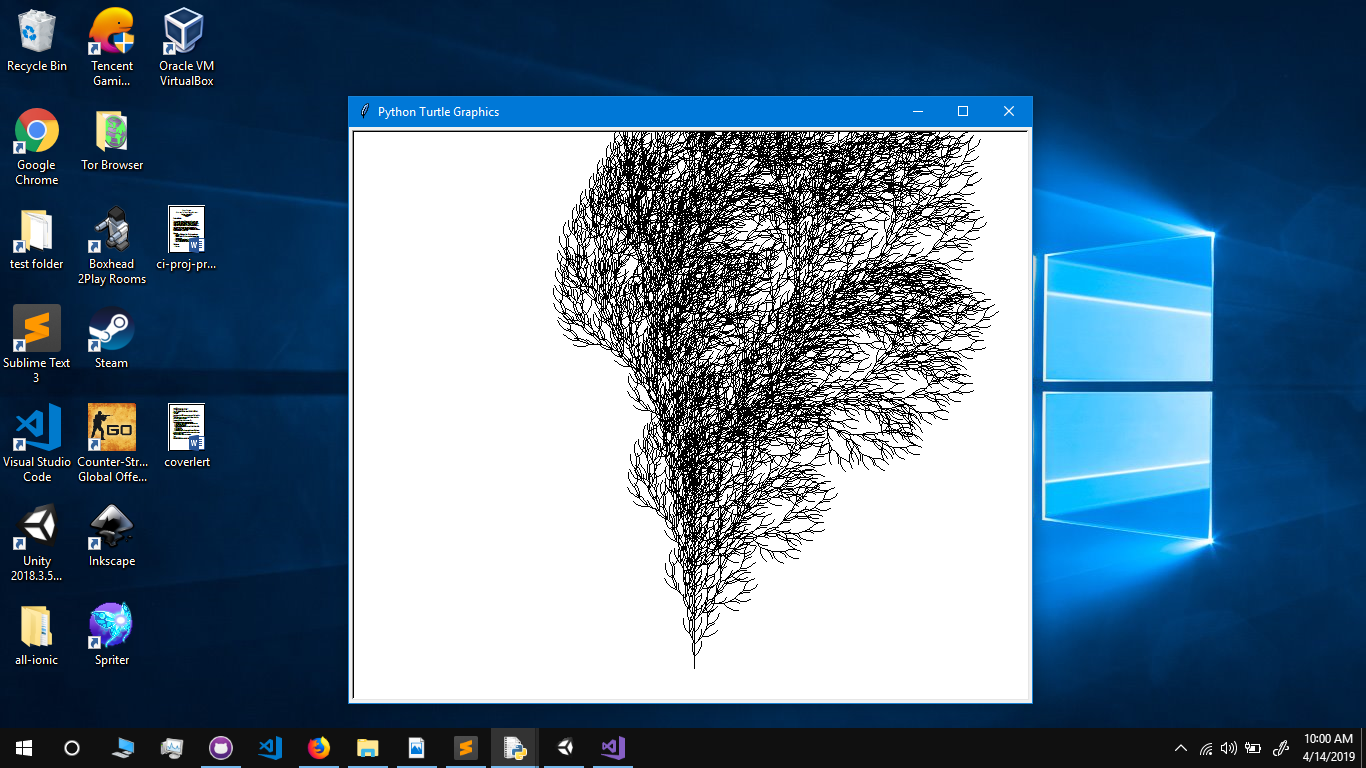 Recycle Bin
Tencent
Gami...
Oracle VM
VirtualBox
Google
Chrome
Tor Browser
test folder
Boxhead
2Play Rooms
ci-proj-pr...
Sublime Text
3
Steam
Visual Studio
Code
GO
Counter-Str...
Global Offe...
coverlert
Unity
2018.3.5...
Inkscape
all-ionic
Spriter
Python Turtle Graphics
10:00 AM
4/14/2019